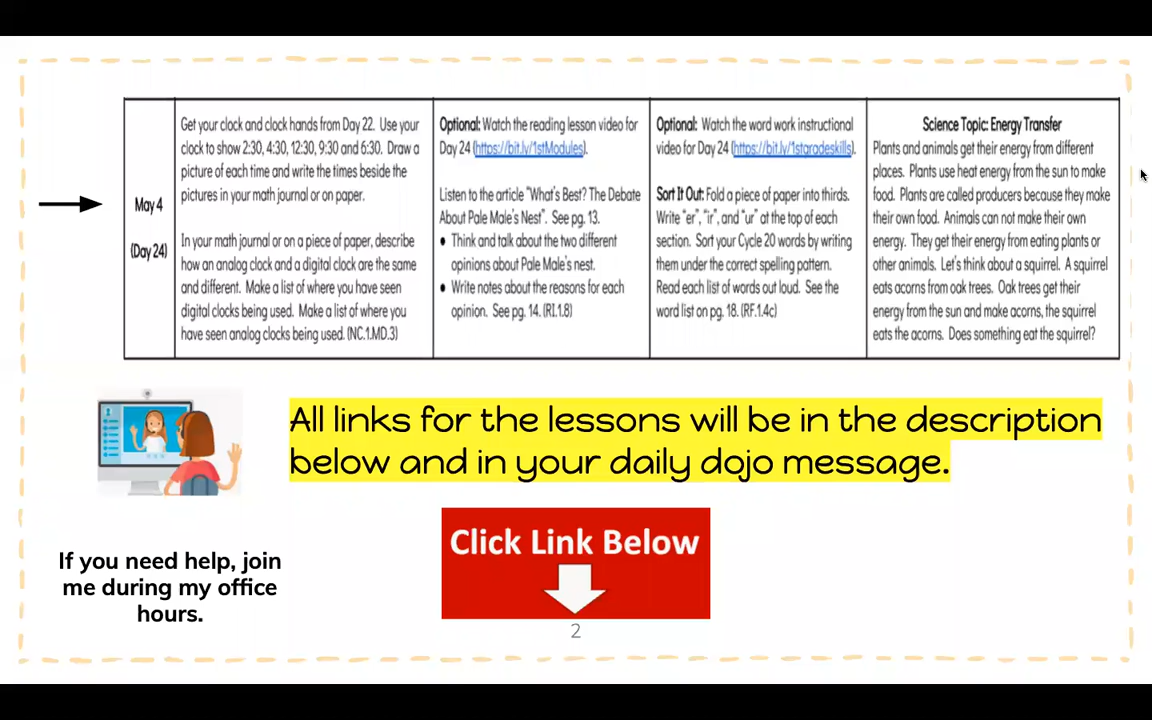 May 4
(Day 24)
Get your clock and clock hands from Day 22. Use your
clock to show 2:30, 4:30, 12:30, 9:30 and 6:30. Draw a
picture of each time and write the times beside the
pictures in your math journal or on paper.
In your math journal or on a piece of paper, describe
how an analog clock and a digital clock are the same
and different. Make a list of where you have seen
digital clocks being used. Make a list of where you
have seen analog clocks being used. (NC.1.MD.3)
Optional: Watch the reading lesson video for
Day 24 (https://bit.ly/1stModules).
Listen to the article "What's Best? The Debate
About Pale Male's Nest". See pg. 13.
● Think and talk about the two different
opinions about Pale Male's nest.
● Write notes about the reasons for each
opinion. See pg. 14. (RI.1.8)
Optional: Watch the word work instructional
video for Day 24 (https://bit.ly/1stgradeskills).
Sort It Out: Fold a piece of paper into thirds.
Write "er", "ir", and "ur" at the top of each
section. Sort your Cycle 20 words by writing
them under the correct spelling pattern.
Read each list of words out loud. See the
word list on pg. 18. (RF.1.4c)
Science Topic: Energy Transfer
Plants and animals get their energy from different
places. Plants use heat energy from the sun to make
food. Plants are called producers because they make
their own food. Animals can not make their own
energy. They get their energy from eating plants or
other animals. Let's think about a squirrel. A squirrel
eats acorns from oak trees. Oak trees get their
energy from the sun and make acorns, the squirrel
eats the acorns. Does something eat the squirrel?
All links for the lessons will be in the description
below and in your daily dojo message.
If you need help, join
me during my office
hours.
Click Link Below
2